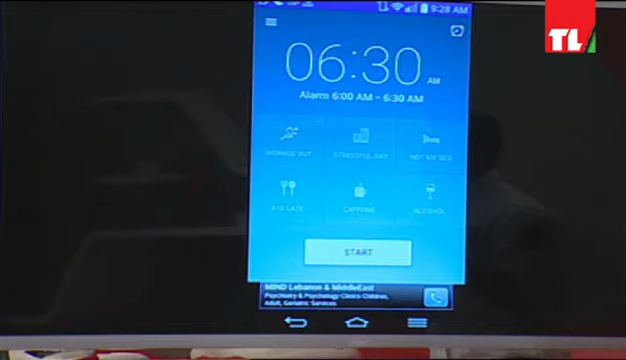 9:28 AM
TL
06:30 AM
Alarm 6:00 AM - 6:30 AM
WORKED OUT
STRESSFUL DAY
NOT MY BED
ATE LATE
CAFFEINE
ALCOHOL
START
MIND Lebanon & MiddleEast
Psychiatry & Psychology Clinics: Children,
Adult, Geriatric Services